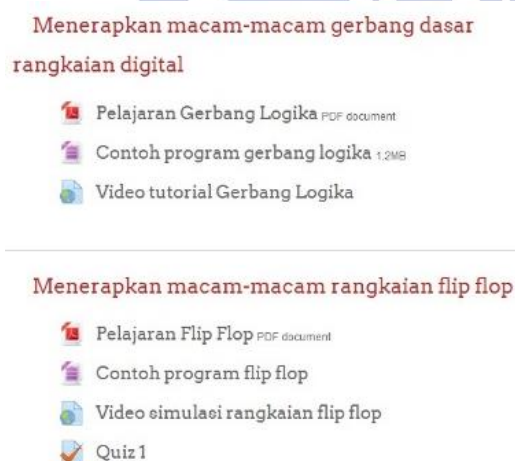 Menerapkan macam-macam gerbang dasar
rangkaian digital
Pelajaran Gerbang Logika PDF document
Contoh program gerbang logika 1.2MB
Video tutorial Gerbang Logika
Menerapkan macam-macam rangkaian flip flop
Pelajaran Flip Flop PDF document
Contoh program flip flop
Video simulasi rangkaian flip flop
Quiz 1